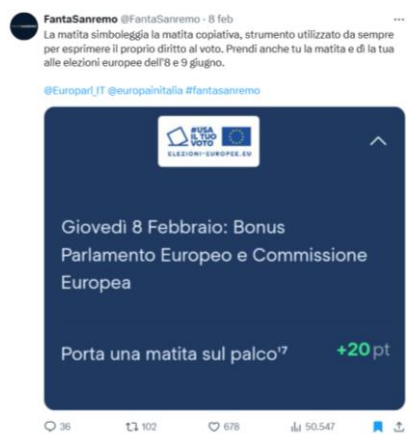 FantaSanremo @FantaSanremo · 8 feb
La matita simboleggia la matita copiativa, strumento utilizzato da sempre
per esprimere il proprio diritto al voto. Prendi anche tu la matita e dì la tua
alle elezioni europee dell'8 e 9 giugno.
@Europarl_IT @europainitalia #fantasanremo
#USA
IL TUO
VOTO
ELEZIONI-EUROPEE.EU
Giovedì 8 Febbraio: Bonus
Parlamento Europeo e Commissione
Europea
Porta una matita sul palco¹⁷ +20 pt
36 102 678 50.547